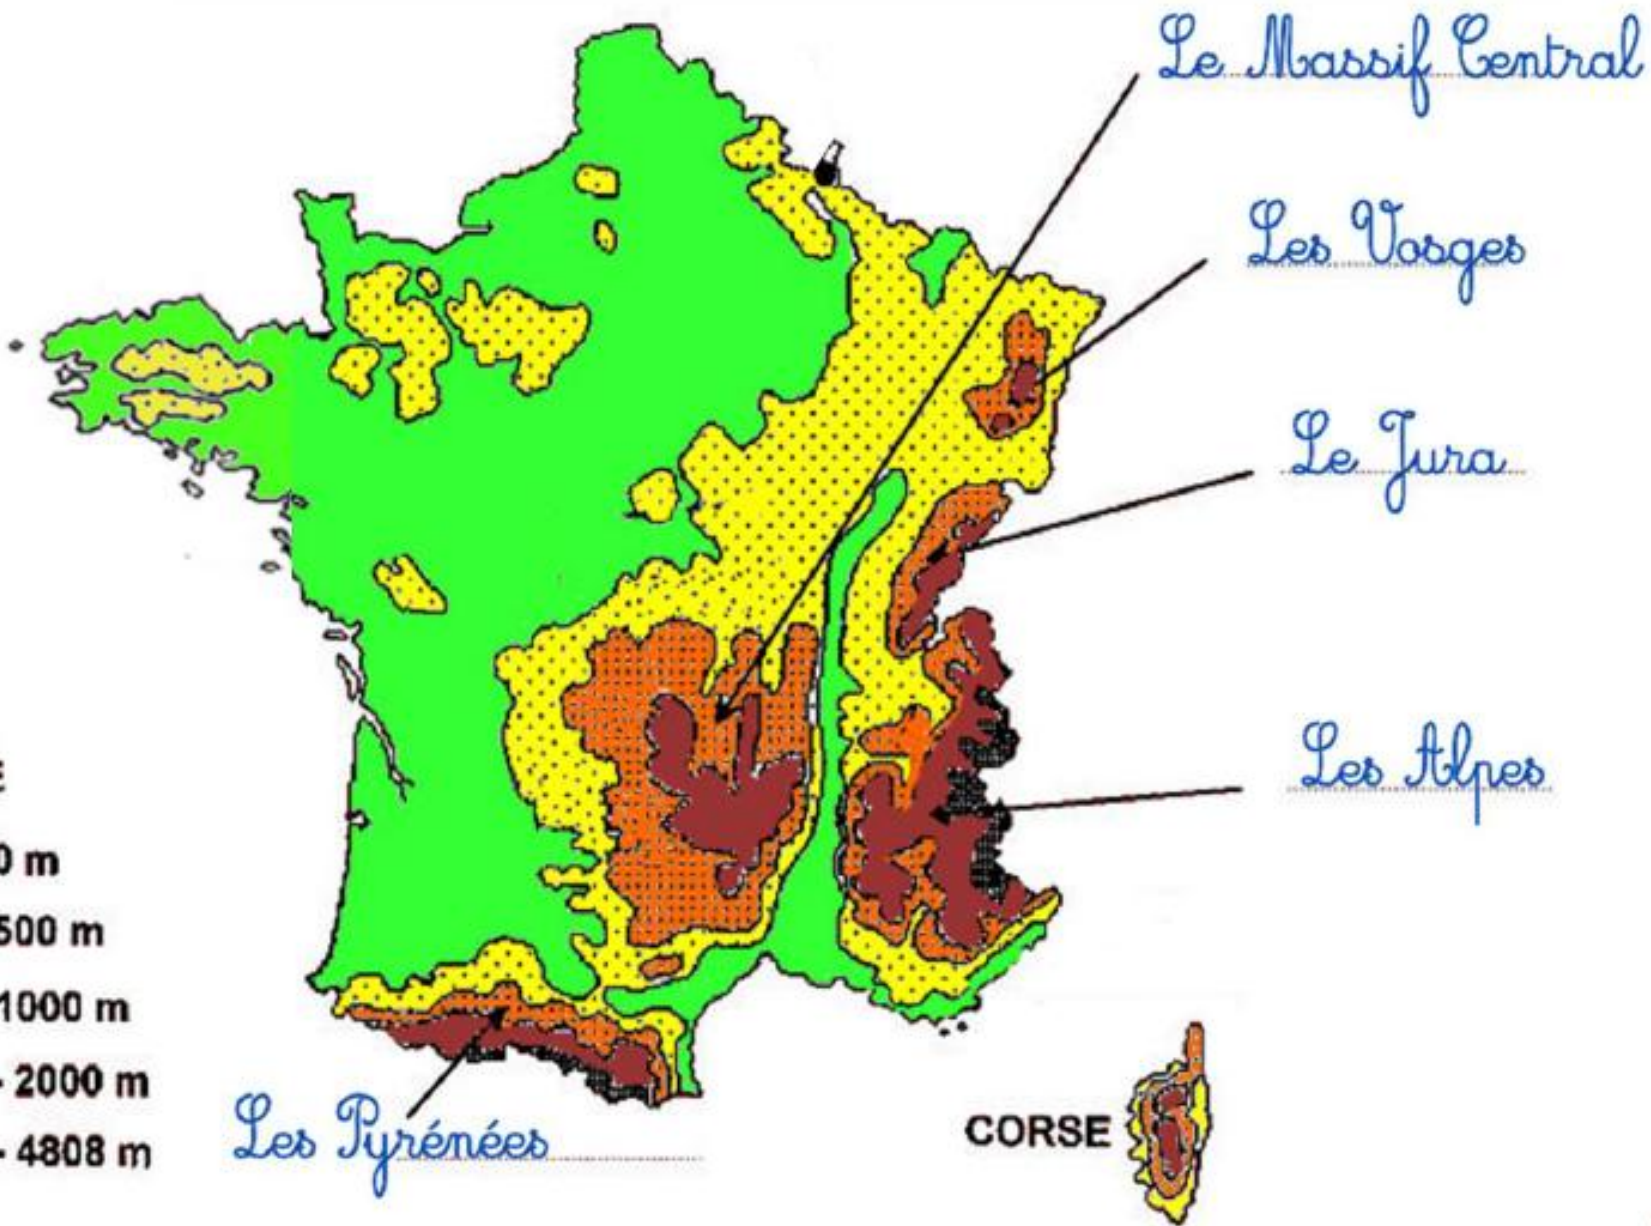 Le Massif Central
Les Vosges
Le Jura
Les Alpes
0 m
500 m
1000 m
- 2000 m
- 4808 m
Les Pyrénées
CORSE